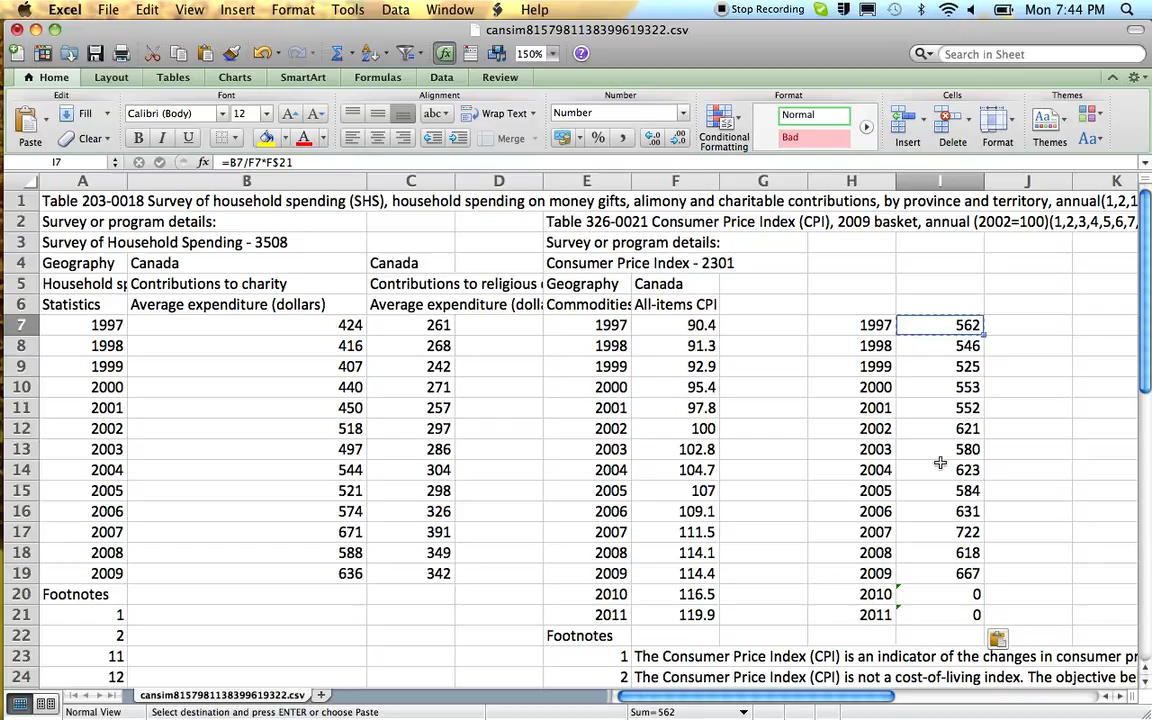 Excel File Edit View Insert Format Tools Data Window Help Stop Recording Mon 7:44 PM
cansim8157981138399619322.csv
150% Search in Sheet
Home Layout Tables Charts SmartArt Formulas Data Review
Edit Font Alignment Number Format Cells Themes
Fill Calibri (Body) 12 abc Wrap Text Number Normal
Paste Clear B I U Merge % Conditional Formatting Bad Insert Delete Format Themes Aa
I7 fx =B7/F7*F$21
A B C D E F G H I J K
1 Table 203-0018 Survey of household spending (SHS), household spending on money gifts, alimony and charitable contributions, by province and territory, annual(1,2,1
2 Survey or program details: Table 326-0021 Consumer Price Index (CPI), 2009 basket, annual (2002=100)(1,2,3,4,5,6,7,
3 Survey of Household Spending - 3508 Survey or program details:
4 Geography Canada Canada Consumer Price Index - 2301
5 Household sp Contributions to charity Contributions to religious Geography Canada
6 Statistics Average expenditure (dollars) Average expenditure (dolla Commodities All-items CPI
7 1997 424 261 1997 90.4 1997 562
8 1998 416 268 1998 91.3 1998 546
9 1999 407 242 1999 92.9 1999 525
10 2000 440 271 2000 95.4 2000 553
11 2001 450 257 2001 97.8 2001 552
12 2002 518 297 2002 100 2002 621
13 2003 497 286 2003 102.8 2003 580
14 2004 544 304 2004 104.7 2004 623
15 2005 521 298 2005 107 2005 584
16 2006 574 326 2006 109.1 2006 631
17 2007 671 391 2007 111.5 2007 722
18 2008 588 349 2008 114.1 2008 618
19 2009 636 342 2009 114.4 2009 667
20 Footnotes 2010 116.5 2010 0
21 1 2011 119.9 2011 0
22 2 Footnotes
23 11 1 The Consumer Price Index (CPI) is an indicator of the changes in consumer pr
24 12 2 The Consumer Price Index (CPI) is not a cost-of-living index. The objective be
cansim8157981138399619322.csv
Normal View Select destination and press ENTER or choose Paste Sum=562